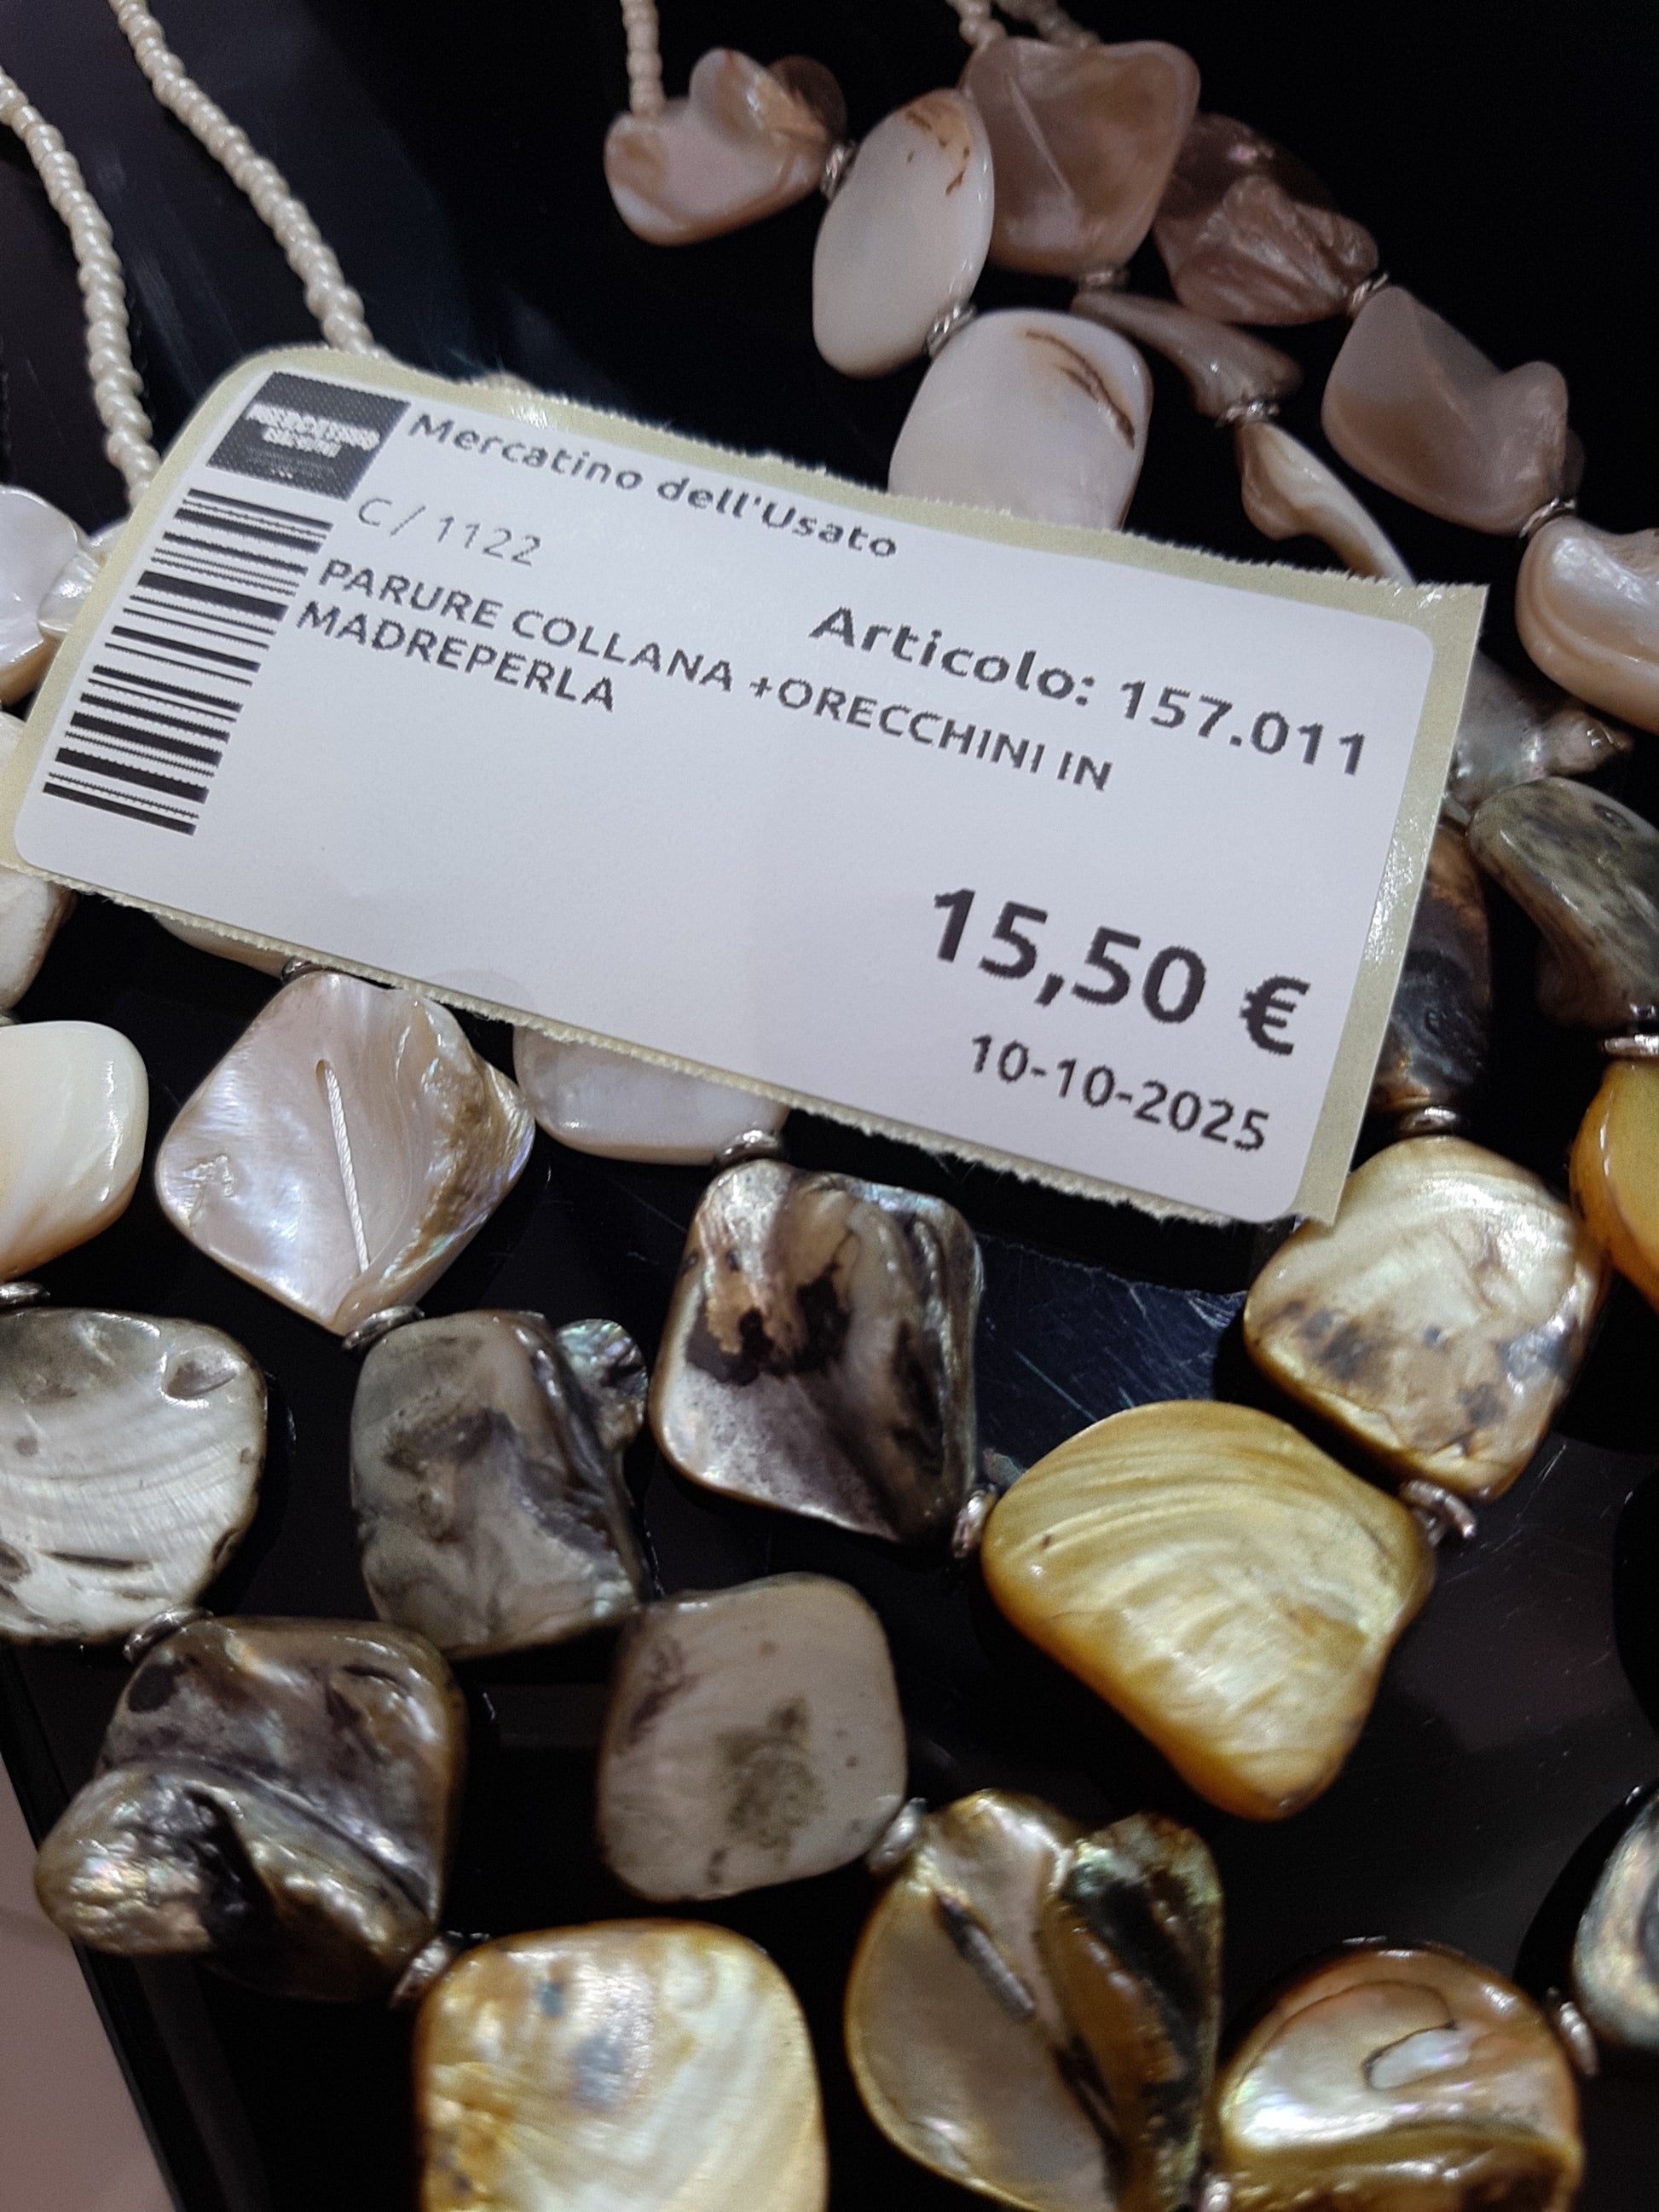 Mercatino dell'Usato
C/1122
Articolo: 157.011
PARURE COLLANA +ORECCHINI IN
MADREPERLA
15,50 €
10-10-2025